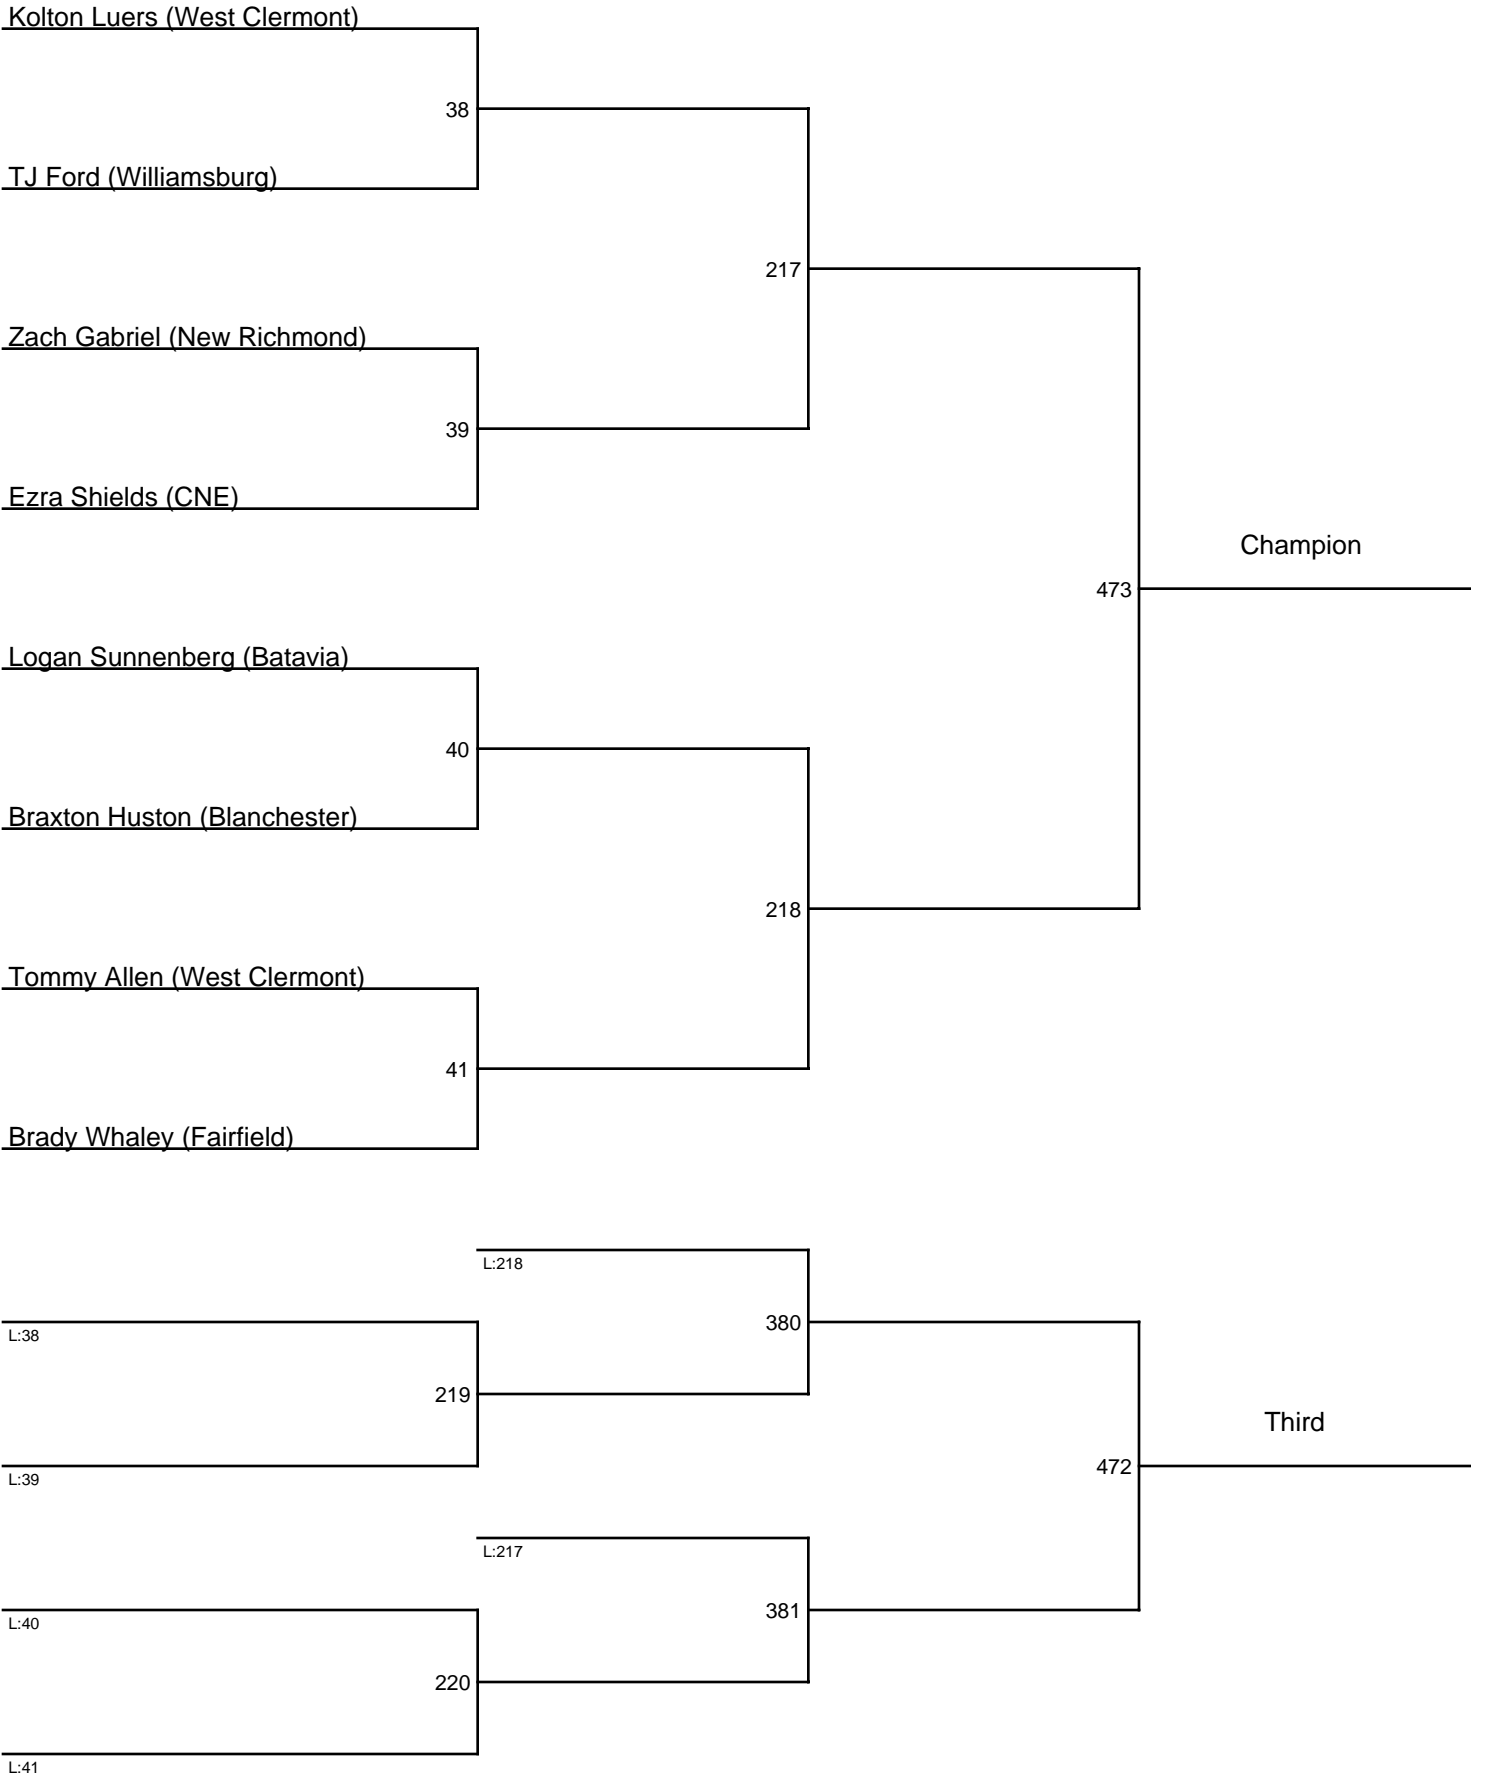 Kolton Luers (West Clermont)
38
TJ Ford (Williamsburg)
217
Zach Gabriel (New Richmond)
39
Ezra Shields (CNE)
Champion
473
Logan Sunnenberg (Batavia)
40
Braxton Huston (Blanchester)
218
Tommy Allen (West Clermont)
41
Brady Whaley (Fairfield)
L:218
380
L:38
219
Third
472
L:39
L:217
381
L:40
220
L:41